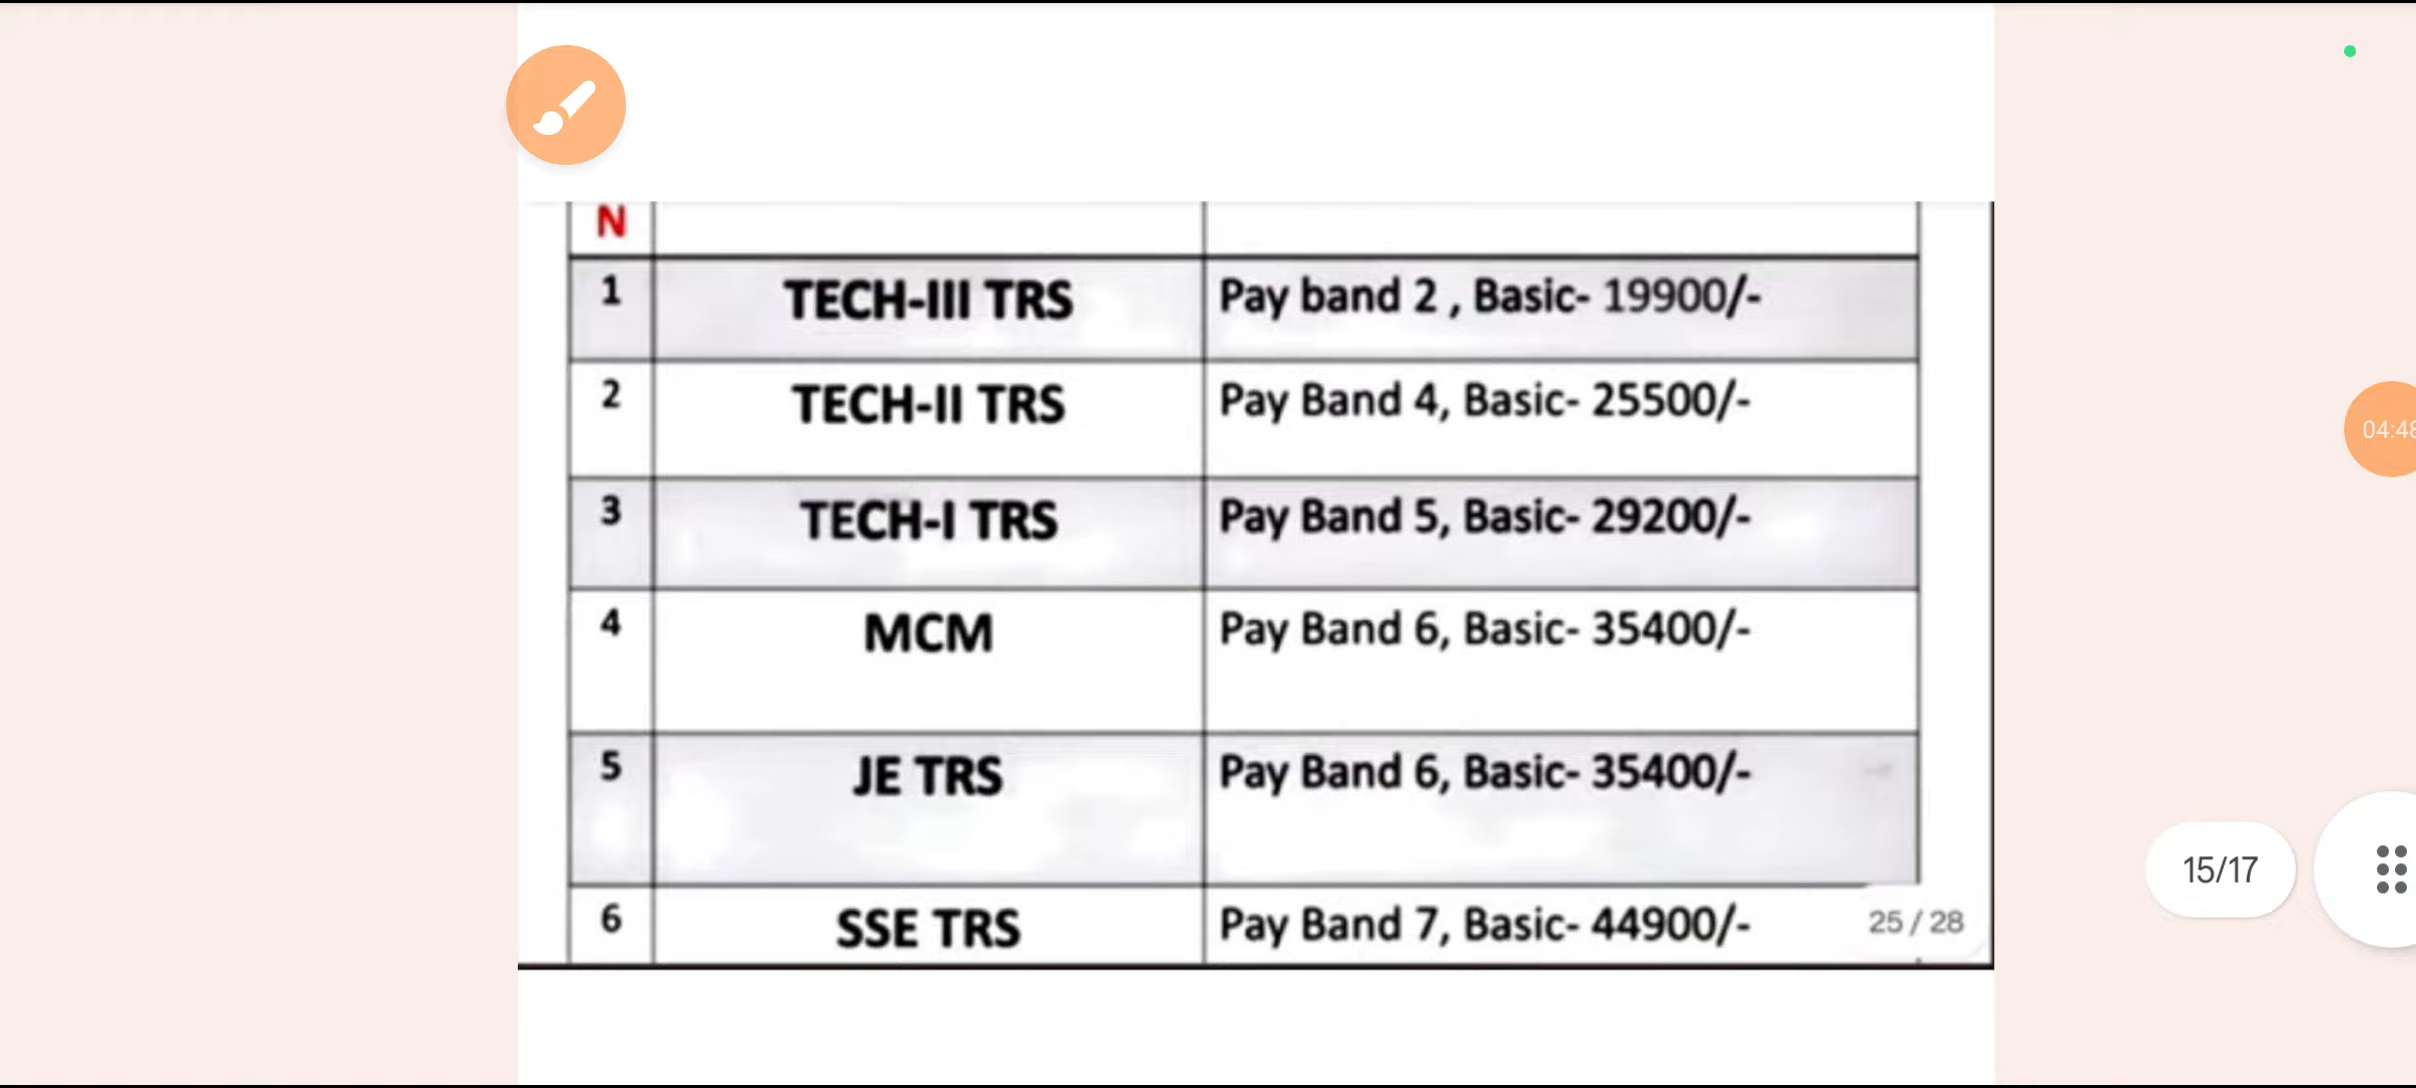 N
1 TECH-III TRS Pay band 2 , Basic- 19900/-
2 TECH-II TRS Pay Band 4, Basic- 25500/-
3 TECH-I TRS Pay Band 5, Basic- 29200/-
4 MCM Pay Band 6, Basic- 35400/-
5 JE TRS Pay Band 6, Basic- 35400/-
6 SSE TRS Pay Band 7, Basic- 44900/-
25 / 28
04:48
15/17